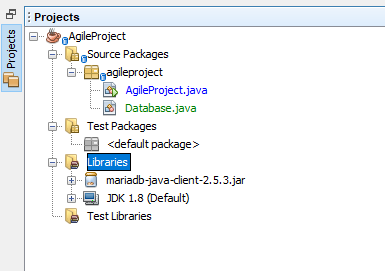 Projects
Projects
AgileProject
Source Packages
agileproject
AgileProject.java
Database.java
Test Packages
<default package>
Libraries
mariadb-java-client-2.5.3.jar
JDK 1.8 (Default)
Test Libraries